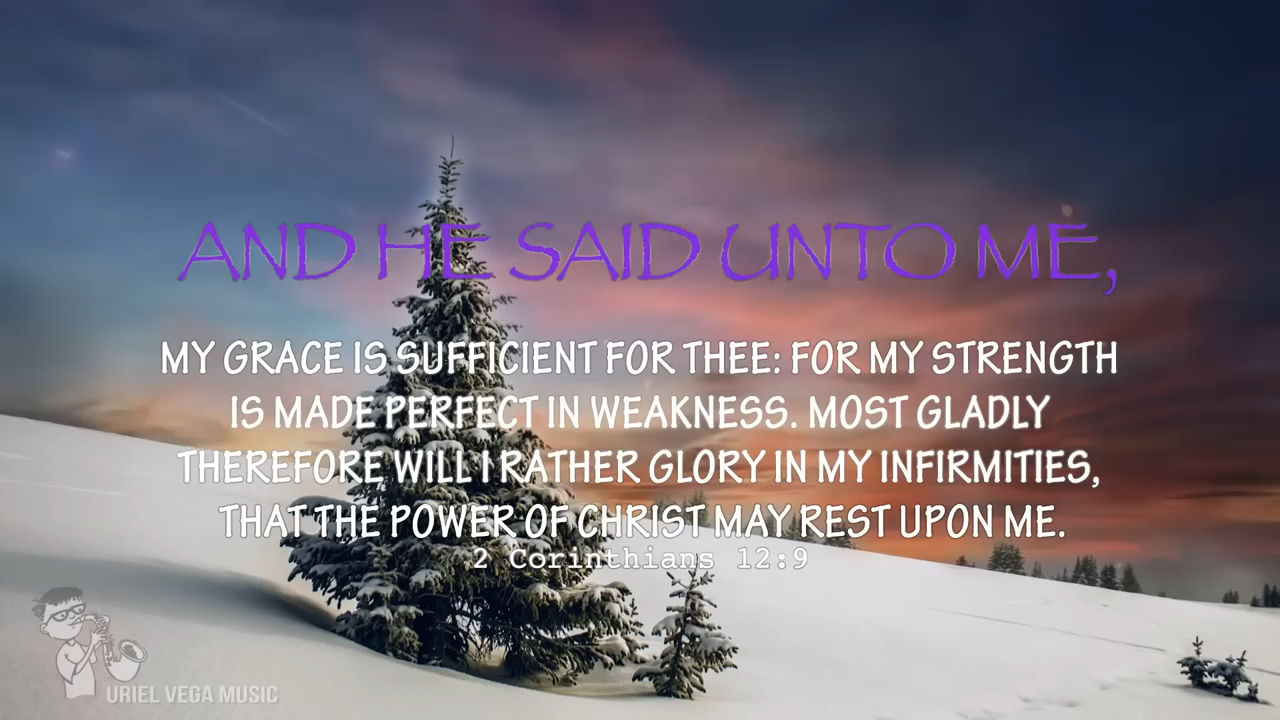 AND HE SAID UNTO ME,
MY GRACE IS SUFFICIENT FOR THEE: FOR MY STRENGTH
IS MADE PERFECT IN WEAKNESS. MOST GLADLY
THEREFORE WILL I RATHER GLORY IN MY INFIRMITIES,
THAT THE POWER OF CHRIST MAY REST UPON ME.
2 Corinthians 12:9
URIEL VEGA MUSIC